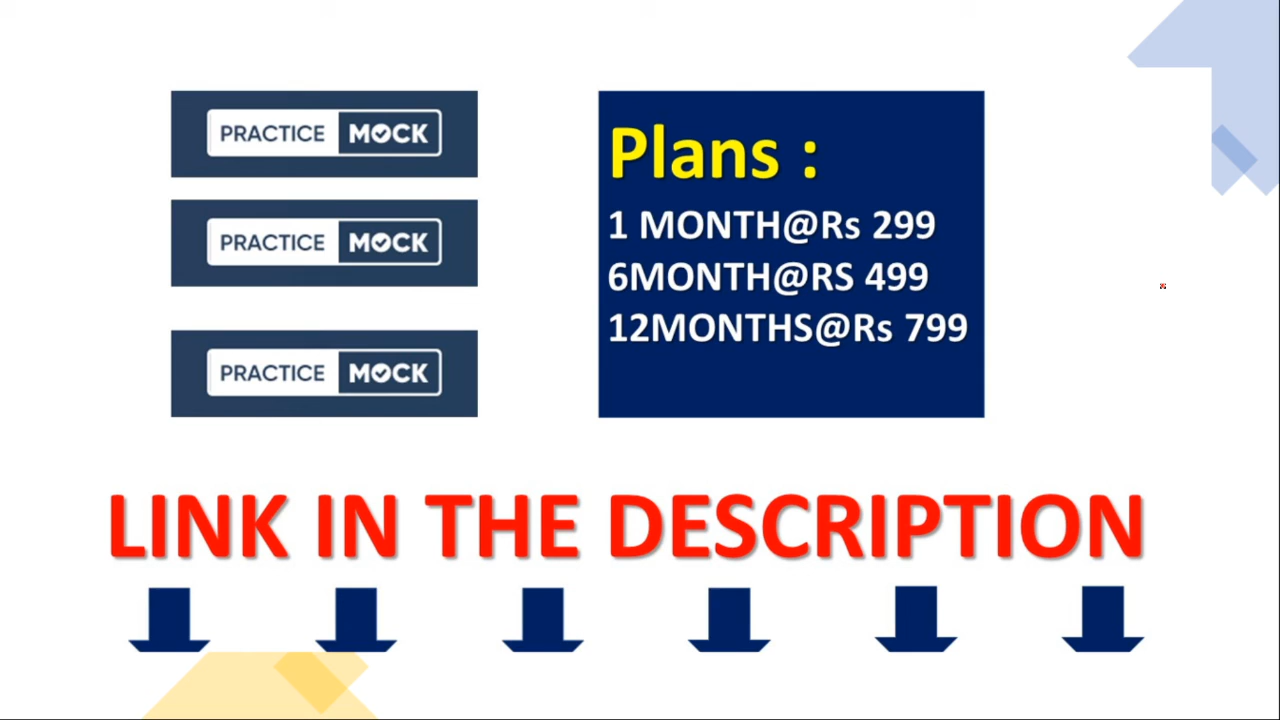 PRACTICE MOCK
PRACTICE MOCK
PRACTICE MOCK
Plans :
1 MONTH@Rs 299
6MONTH@RS 499
12MONTHS@Rs 799
LINK IN THE DESCRIPTION